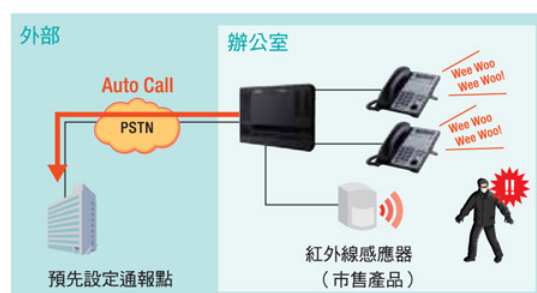 外部
辦公室
Auto Call
PSTN
Wee Woo
Wee Woo!
Wee Woo
Wee Woo!
!!
紅外線感應器
（市售產品）
預先設定通報點